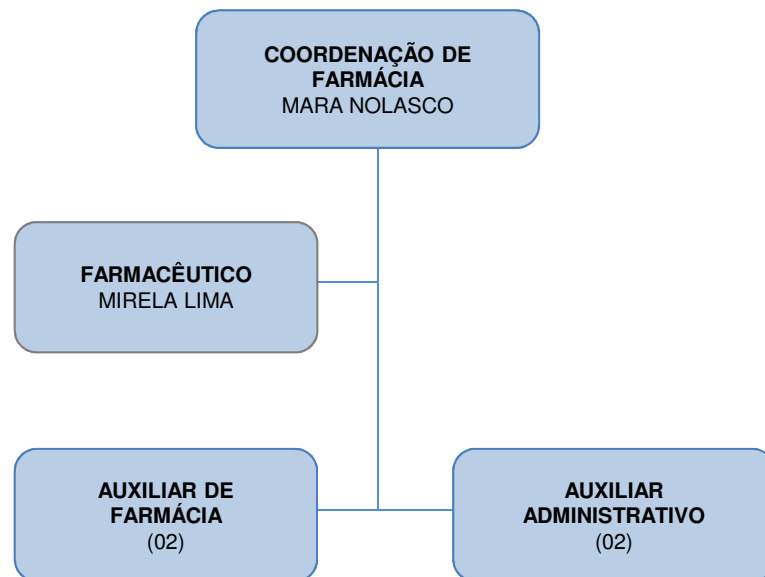 COORDENAÇÃO DE
FARMÁCIA
MARA NOLASCO
FARMACÊUTICO
MIRELA LIMA
AUXILIAR DE
FARMÁCIA
(02)
AUXILIAR
ADMINISTRATIVO
(02)